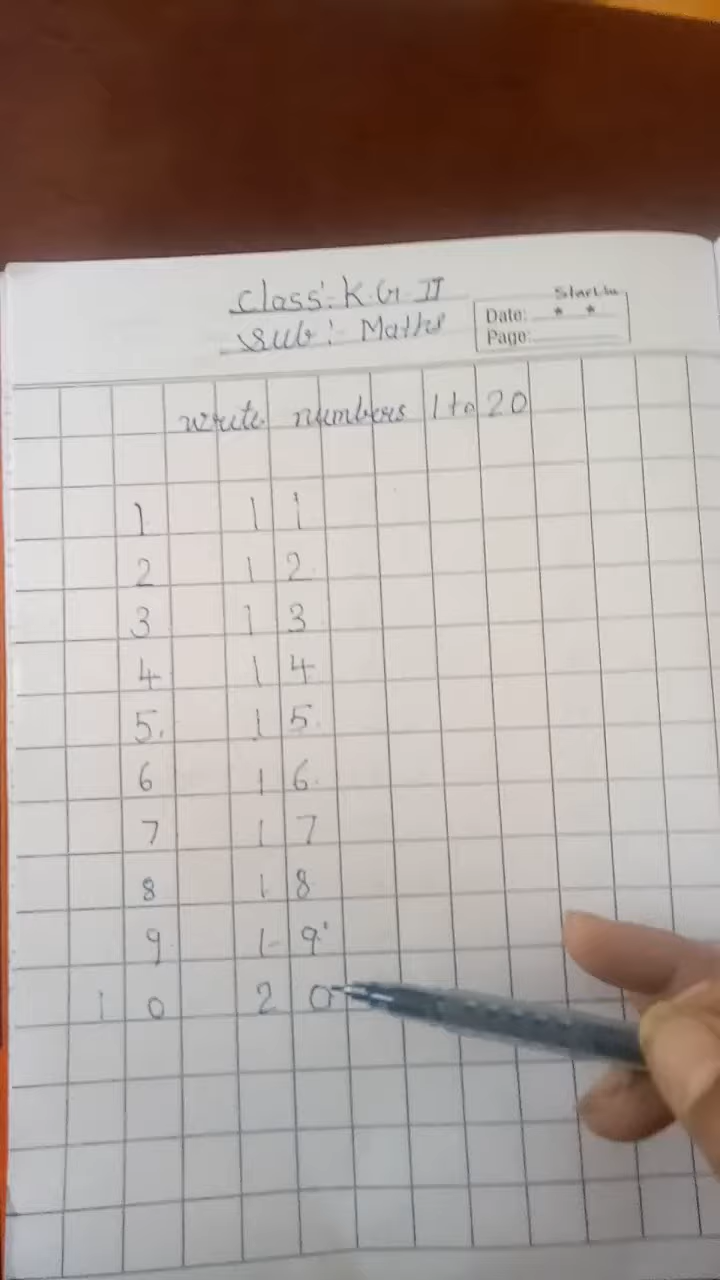 Class: K.G II
Sub: Maths
Date:
Page:
write numbers 1 to 20
1 11
2 12
3 13
4 14
5. 15.
6 16.
7 17
8 18
9 19
10 20